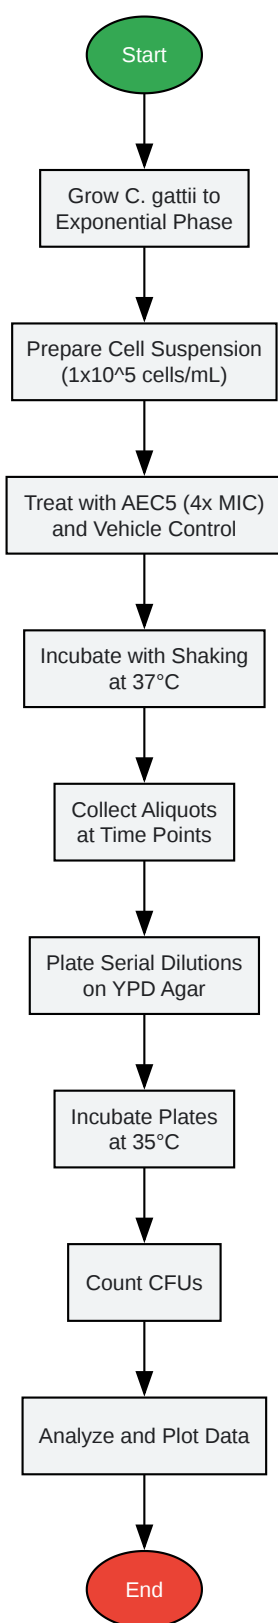 Start
Grow C. gattii to
Exponential Phase
Prepare Cell Suspension
(1x10^5 cells/mL)
Treat with AEC5 (4x MIC)
and Vehicle Control
Incubate with Shaking
at 37°C
Collect Aliquots
at Time Points
Plate Serial Dilutions
on YPD Agar
Incubate Plates
at 35°C
Count CFUs
Analyze and Plot Data
End